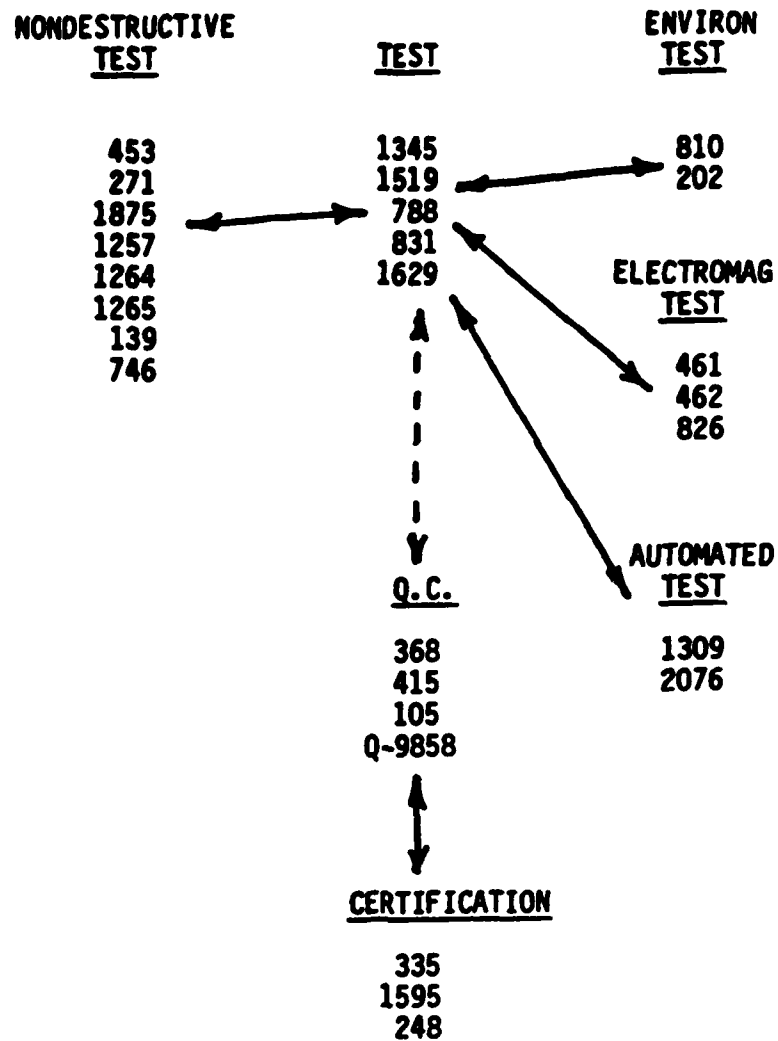 NONDESTRUCTIVE
TEST
453
271
1875
1257
1264
1265
139
746
TEST
1345
1519
788
831
1629
ENVIRON
TEST
810
202
ELECTROMAG
TEST
461
462
826
AUTOMATED
TEST
1309
2076
Q.C.
368
415
105
Q-9858
CERTIFICATION
335
1595
248